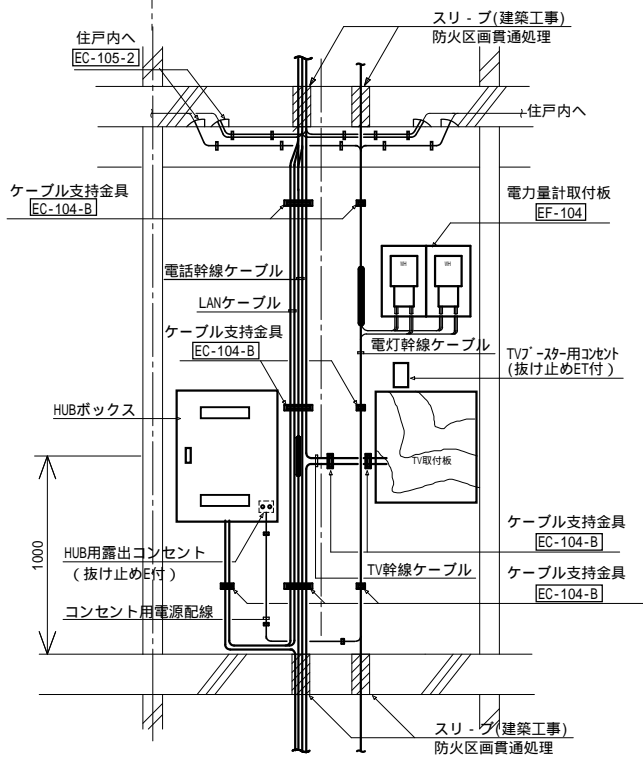 スリ - ブ(建築工事)
防火区画貫通処理
住戸内へ
EC-105-2
住戸内へ
ケーブル支持金具
EC-104-B
電力量計取付板
EF-104
WH
WH
電話幹線ケーブル
LANケーブル
ケーブル支持金具
EC-104-B
電灯幹線ケーブル
TVブースター用コンセント
(抜け止めET付)
HUBボックス
TV取付板
1000
ケーブル支持金具
EC-104-B
HUB用露出コンセント
(抜け止めE付)
TV幹線ケーブル
ケーブル支持金具
EC-104-B
コンセント用電源配線
スリ - ブ(建築工事)
防火区画貫通処理